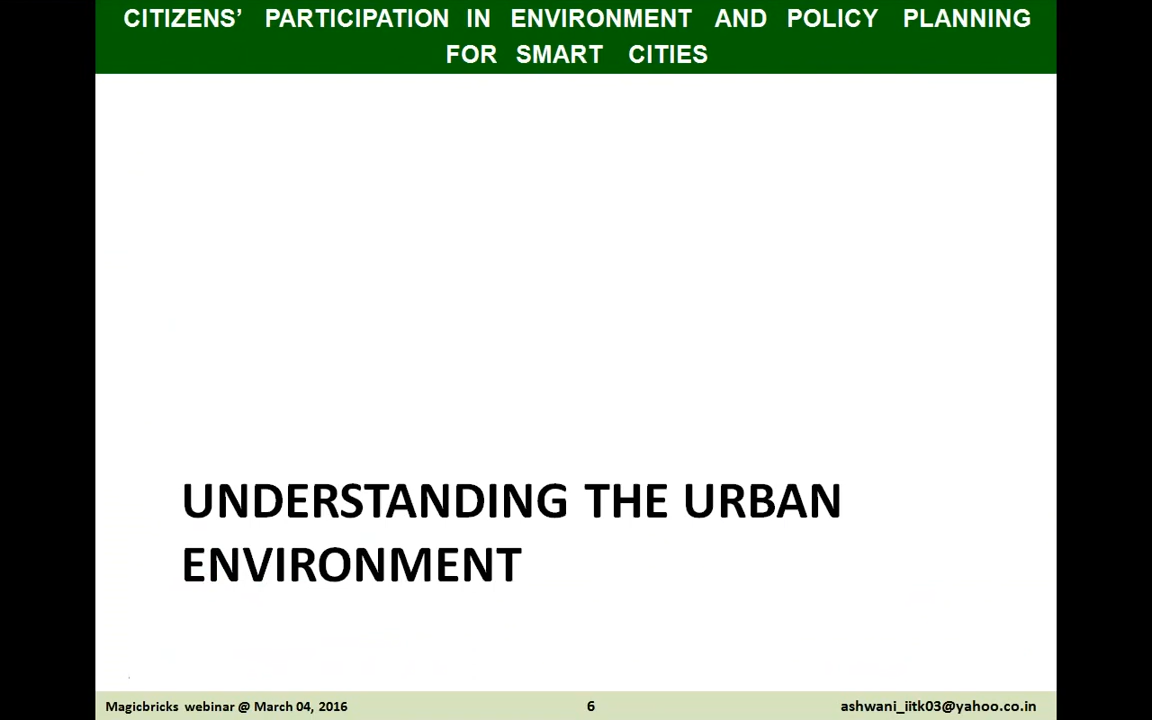 CITIZENS’ PARTICIPATION IN ENVIRONMENT AND POLICY PLANNING
FOR SMART CITIES
UNDERSTANDING THE URBAN
ENVIRONMENT
Magicbricks webinar @ March 04, 2016 6 ashwani_iitk03@yahoo.co.in